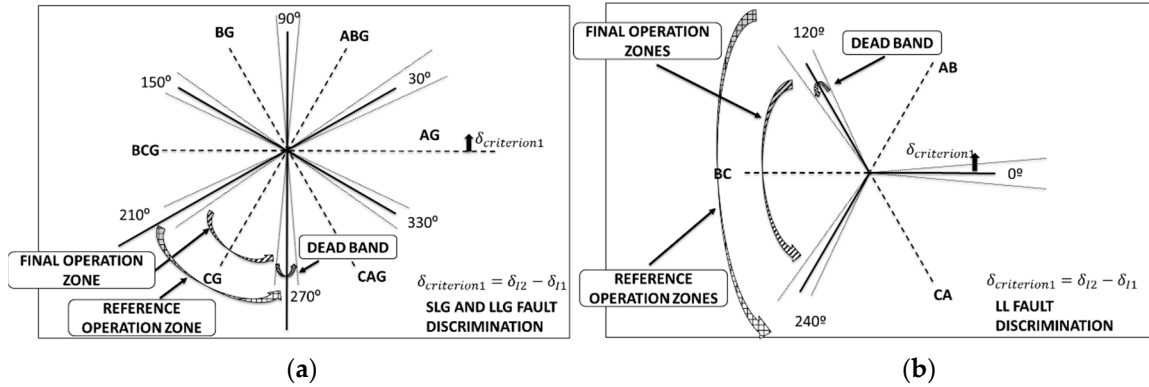 90º
BG
ABG
150º
30º
AG
δcriterion1
BCG
210º
330º
FINAL OPERATION
ZONE
DEAD BAND
CG
CAG
270º
REFERENCE
OPERATION ZONE
δcriterion1 = δI2 − δI1
SLG AND LLG FAULT
DISCRIMINATION
(a)
FINAL OPERATION
ZONES
120º
DEAD BAND
AB
δcriterion1
BC
0º
REFERENCE
OPERATION ZONES
240º
CA
δcriterion1 = δI2 − δI1
LL FAULT
DISCRIMINATION
(b)